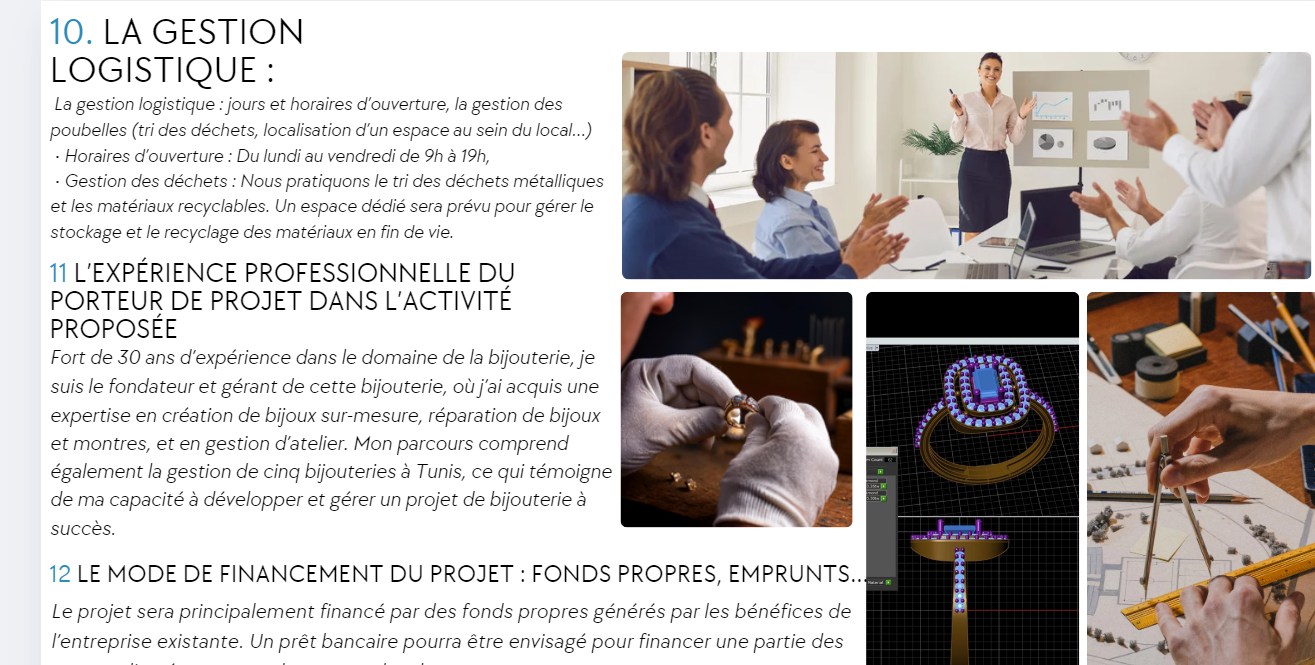 10. LA GESTION
LOGISTIQUE :
La gestion logistique : jours et horaires d'ouverture, la gestion des
poubelles (tri des déchets, localisation d'un espace au sein du local...)
· Horaires d'ouverture : Du lundi au vendredi de 9h à 19h,
· Gestion des déchets : Nous pratiquons le tri des déchets métalliques
et les matériaux recyclables. Un espace dédié sera prévu pour gérer le
stockage et le recyclage des matériaux en fin de vie.
11 L'EXPÉRIENCE PROFESSIONNELLE DU
PORTEUR DE PROJET DANS L'ACTIVITÉ
PROPOSÉE
Fort de 30 ans d'expérience dans le domaine de la bijouterie, je
suis le fondateur et gérant de cette bijouterie, où j'ai acquis une
expertise en création de bijoux sur-mesure, réparation de bijoux
et montres, et en gestion d'atelier. Mon parcours comprend
également la gestion de cinq bijouteries à Tunis, ce qui témoigne
de ma capacité à développer et gérer un projet de bijouterie à
succès.
12 LE MODE DE FINANCEMENT DU PROJET : FONDS PROPRES, EMPRUNTS...
Le projet sera principalement financé par des fonds propres générés par les bénéfices de
l'entreprise existante. Un prêt bancaire pourra être envisagé pour financer une partie des